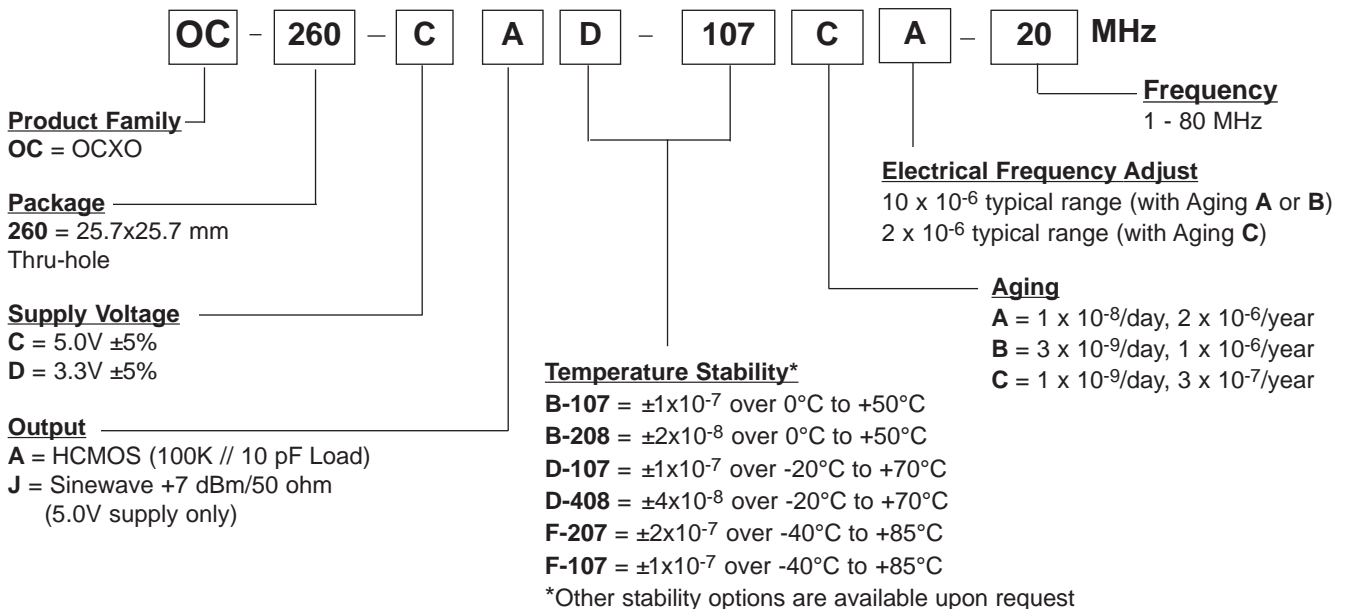 OC - 260 - C A D - 107 C A - 20 MHz
Product Family
OC = OCXO
Package
260 = 25.7x25.7 mm
Thru-hole
Supply Voltage
C = 5.0V ±5%
D = 3.3V ±5%
Output
A = HCMOS (100K // 10 pF Load)
J = Sinewave +7 dBm/50 ohm
(5.0V supply only)
Temperature Stability*
B-107 = ±1x10-7 over 0°C to +50°C
B-208 = ±2x10-8 over 0°C to +50°C
D-107 = ±1x10-7 over -20°C to +70°C
D-408 = ±4x10-8 over -20°C to +70°C
F-207 = ±2x10-7 over -40°C to +85°C
F-107 = ±1x10-7 over -40°C to +85°C
*Other stability options are available upon request
Frequency
1 - 80 MHz
Electrical Frequency Adjust
10 x 10-6 typical range (with Aging A or B)
2 x 10-6 typical range (with Aging C)
Aging
A = 1 x 10-8/day, 2 x 10-6/year
B = 3 x 10-9/day, 1 x 10-6/year
C = 1 x 10-9/day, 3 x 10-7/year